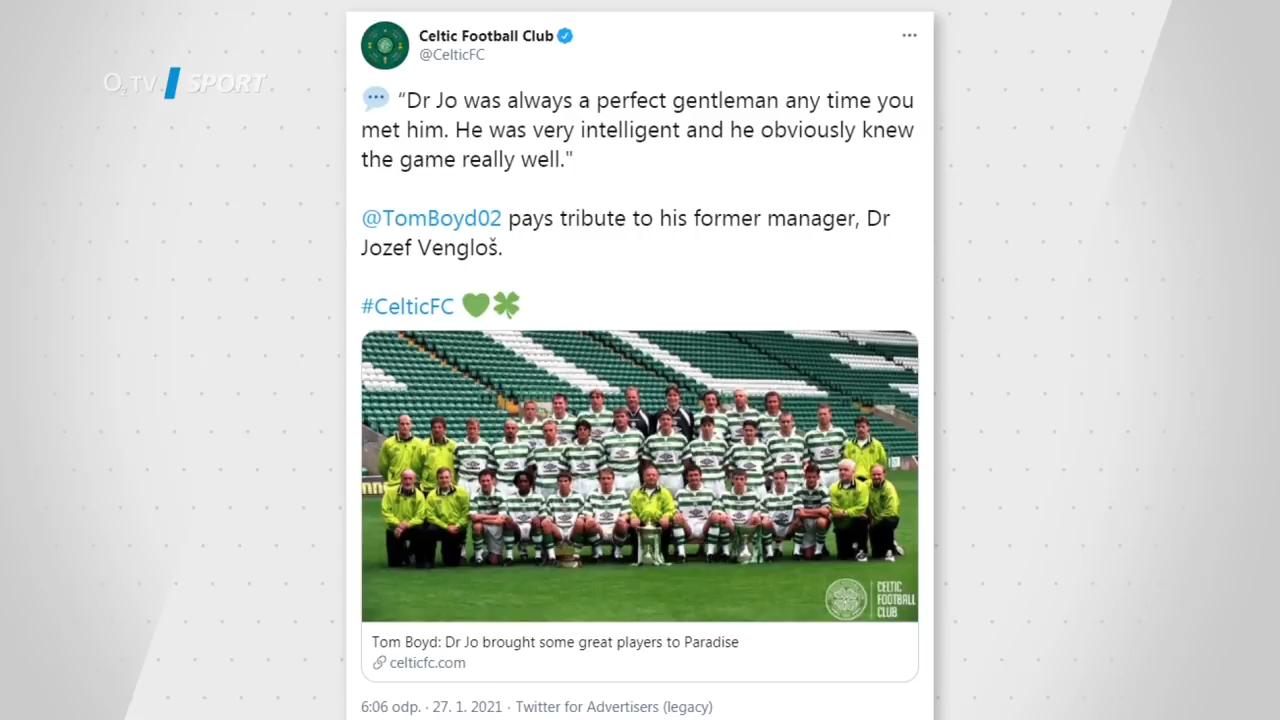 Celtic Football Club
@CelticFC
O2 TV SPORT
“Dr Jo was always a perfect gentleman any time you
met him. He was very intelligent and he obviously knew
the game really well."
@TomBoyd02 pays tribute to his former manager, Dr
Jozef Vengloš.
#CelticFC
CELTIC
FOOTBALL
CLUB
Tom Boyd: Dr Jo brought some great players to Paradise
celticfc.com
6:06 odp. · 27. 1. 2021 · Twitter for Advertisers (legacy)